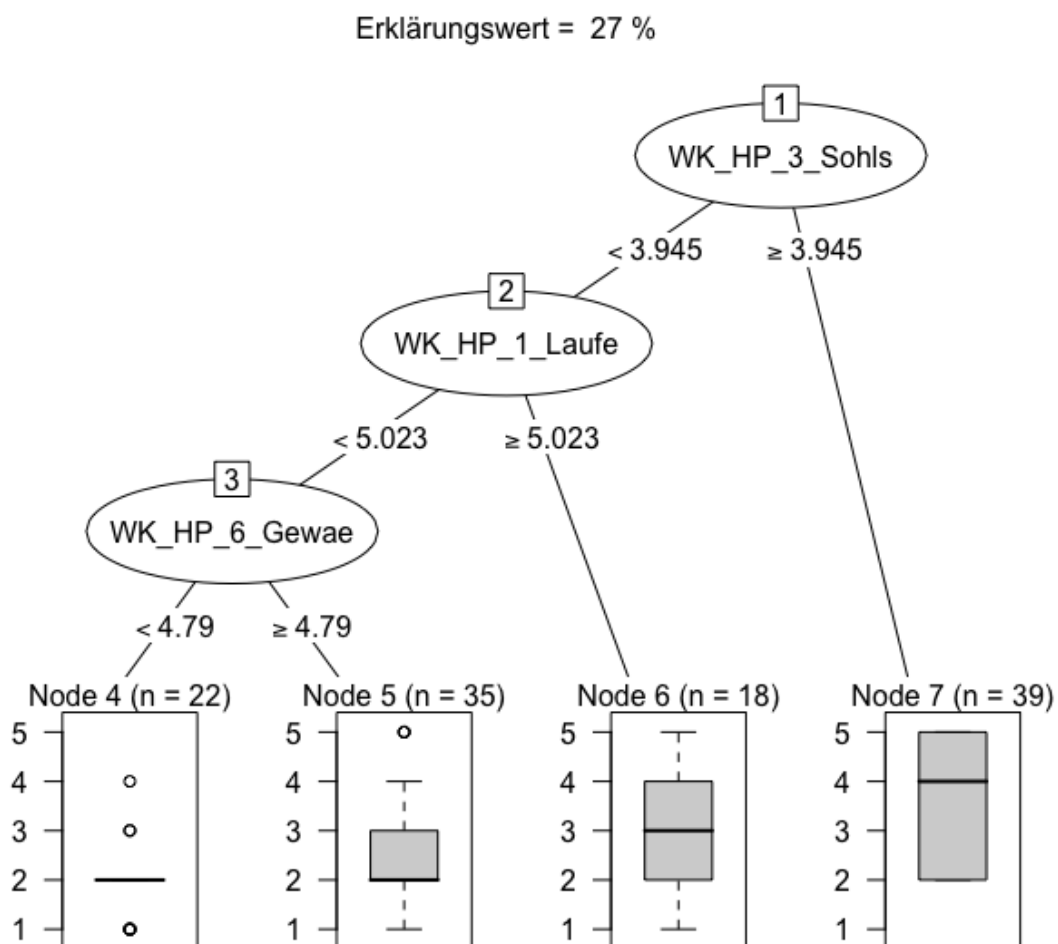 Erklärungswert = 27 %
1
WK_HP_3_Sohls
< 3.945 ≥ 3.945
2
WK_HP_1_Laufe
< 5.023 ≥ 5.023
3
WK_HP_6_Gewae
< 4.79 ≥ 4.79
Node 4 (n = 22) Node 5 (n = 35) Node 6 (n = 18) Node 7 (n = 39)
5 5 5 5
4 4 4 4
3 3 3 3
2 2 2 2
1 1 1 1